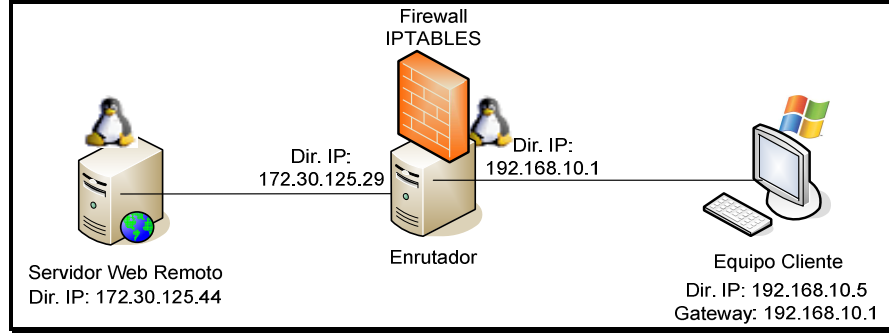 Firewall
IPTABLES
Dir. IP:
172.30.125.29
Dir. IP:
192.168.10.1
Servidor Web Remoto
Dir. IP: 172.30.125.44
Enrutador
Equipo Cliente
Dir. IP: 192.168.10.5
Gateway: 192.168.10.1